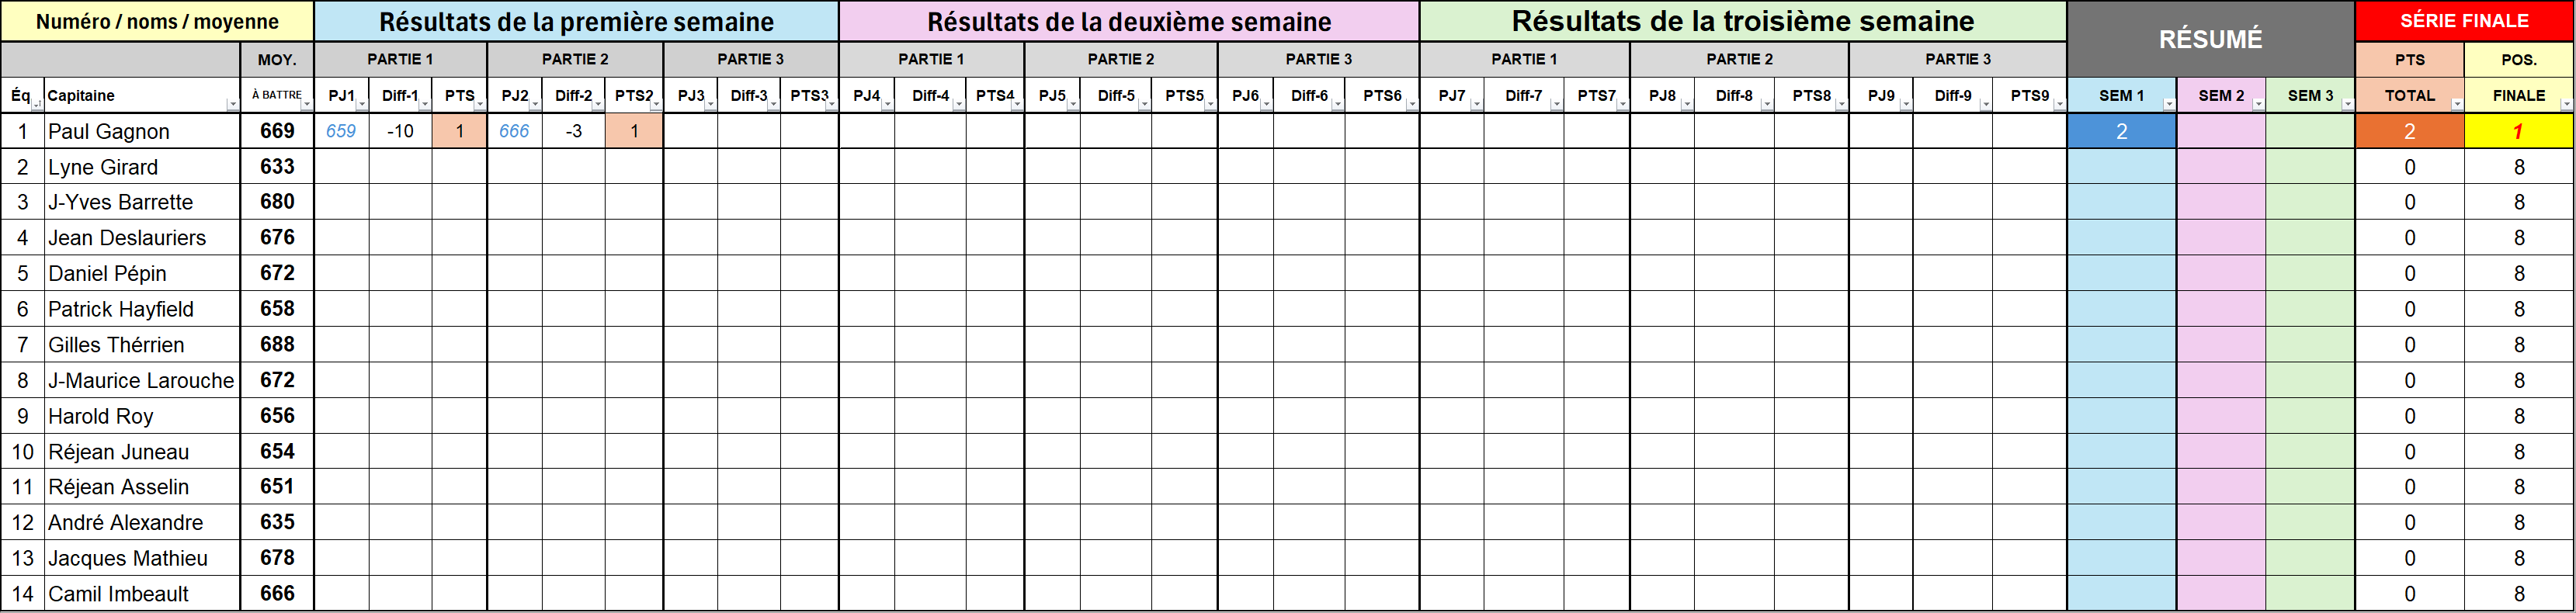 Numéro / noms / moyenne Résultats de la première semaine Résultats de la deuxième semaine Résultats de la troisième semaine RÉSUMÉ SÉRIE FINALE
MOY. PARTIE 1 PARTIE 2 PARTIE 3 PARTIE 1 PARTIE 2 PARTIE 3 PARTIE 1 PARTIE 2 PARTIE 3 PTS POS.
Éq Capitaine À BATTRE PJ1 Diff-1 PTS PJ2 Diff-2 PTS2 PJ3 Diff-3 PTS3 PJ4 Diff-4 PTS4 PJ5 Diff-5 PTS5 PJ6 Diff-6 PTS6 PJ7 Diff-7 PTS7 PJ8 Diff-8 PTS8 PJ9 Diff-9 PTS9 SEM 1 SEM 2 SEM 3 TOTAL FINALE
1 Paul Gagnon 669 659 -10 1 666 -3 1 2 2 1
2 Lyne Girard 633 0 8
3 J-Yves Barrette 680 0 8
4 Jean Deslauriers 676 0 8
5 Daniel Pépin 672 0 8
6 Patrick Hayfield 658 0 8
7 Gilles Thérrien 688 0 8
8 J-Maurice Larouche 672 0 8
9 Harold Roy 656 0 8
10 Réjean Juneau 654 0 8
11 Réjean Asselin 651 0 8
12 André Alexandre 635 0 8
13 Jacques Mathieu 678 0 8
14 Camil Imbeault 666 0 8